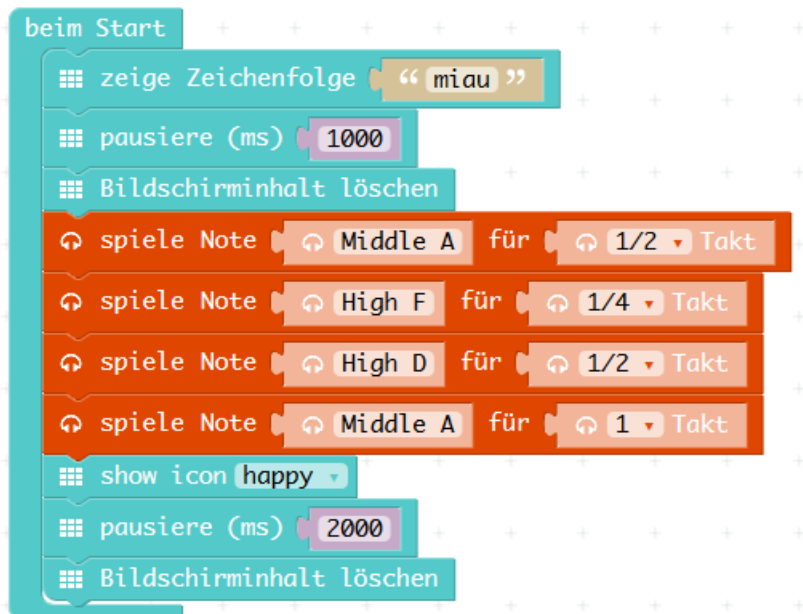 beim Start
zeige Zeichenfolge “ miau ”
pausiere (ms) 1000
Bildschirminhalt löschen
spiele Note Middle A für 1/2 Takt
spiele Note High F für 1/4 Takt
spiele Note High D für 1/2 Takt
spiele Note Middle A für 1 Takt
show icon happy
pausiere (ms) 2000
Bildschirminhalt löschen